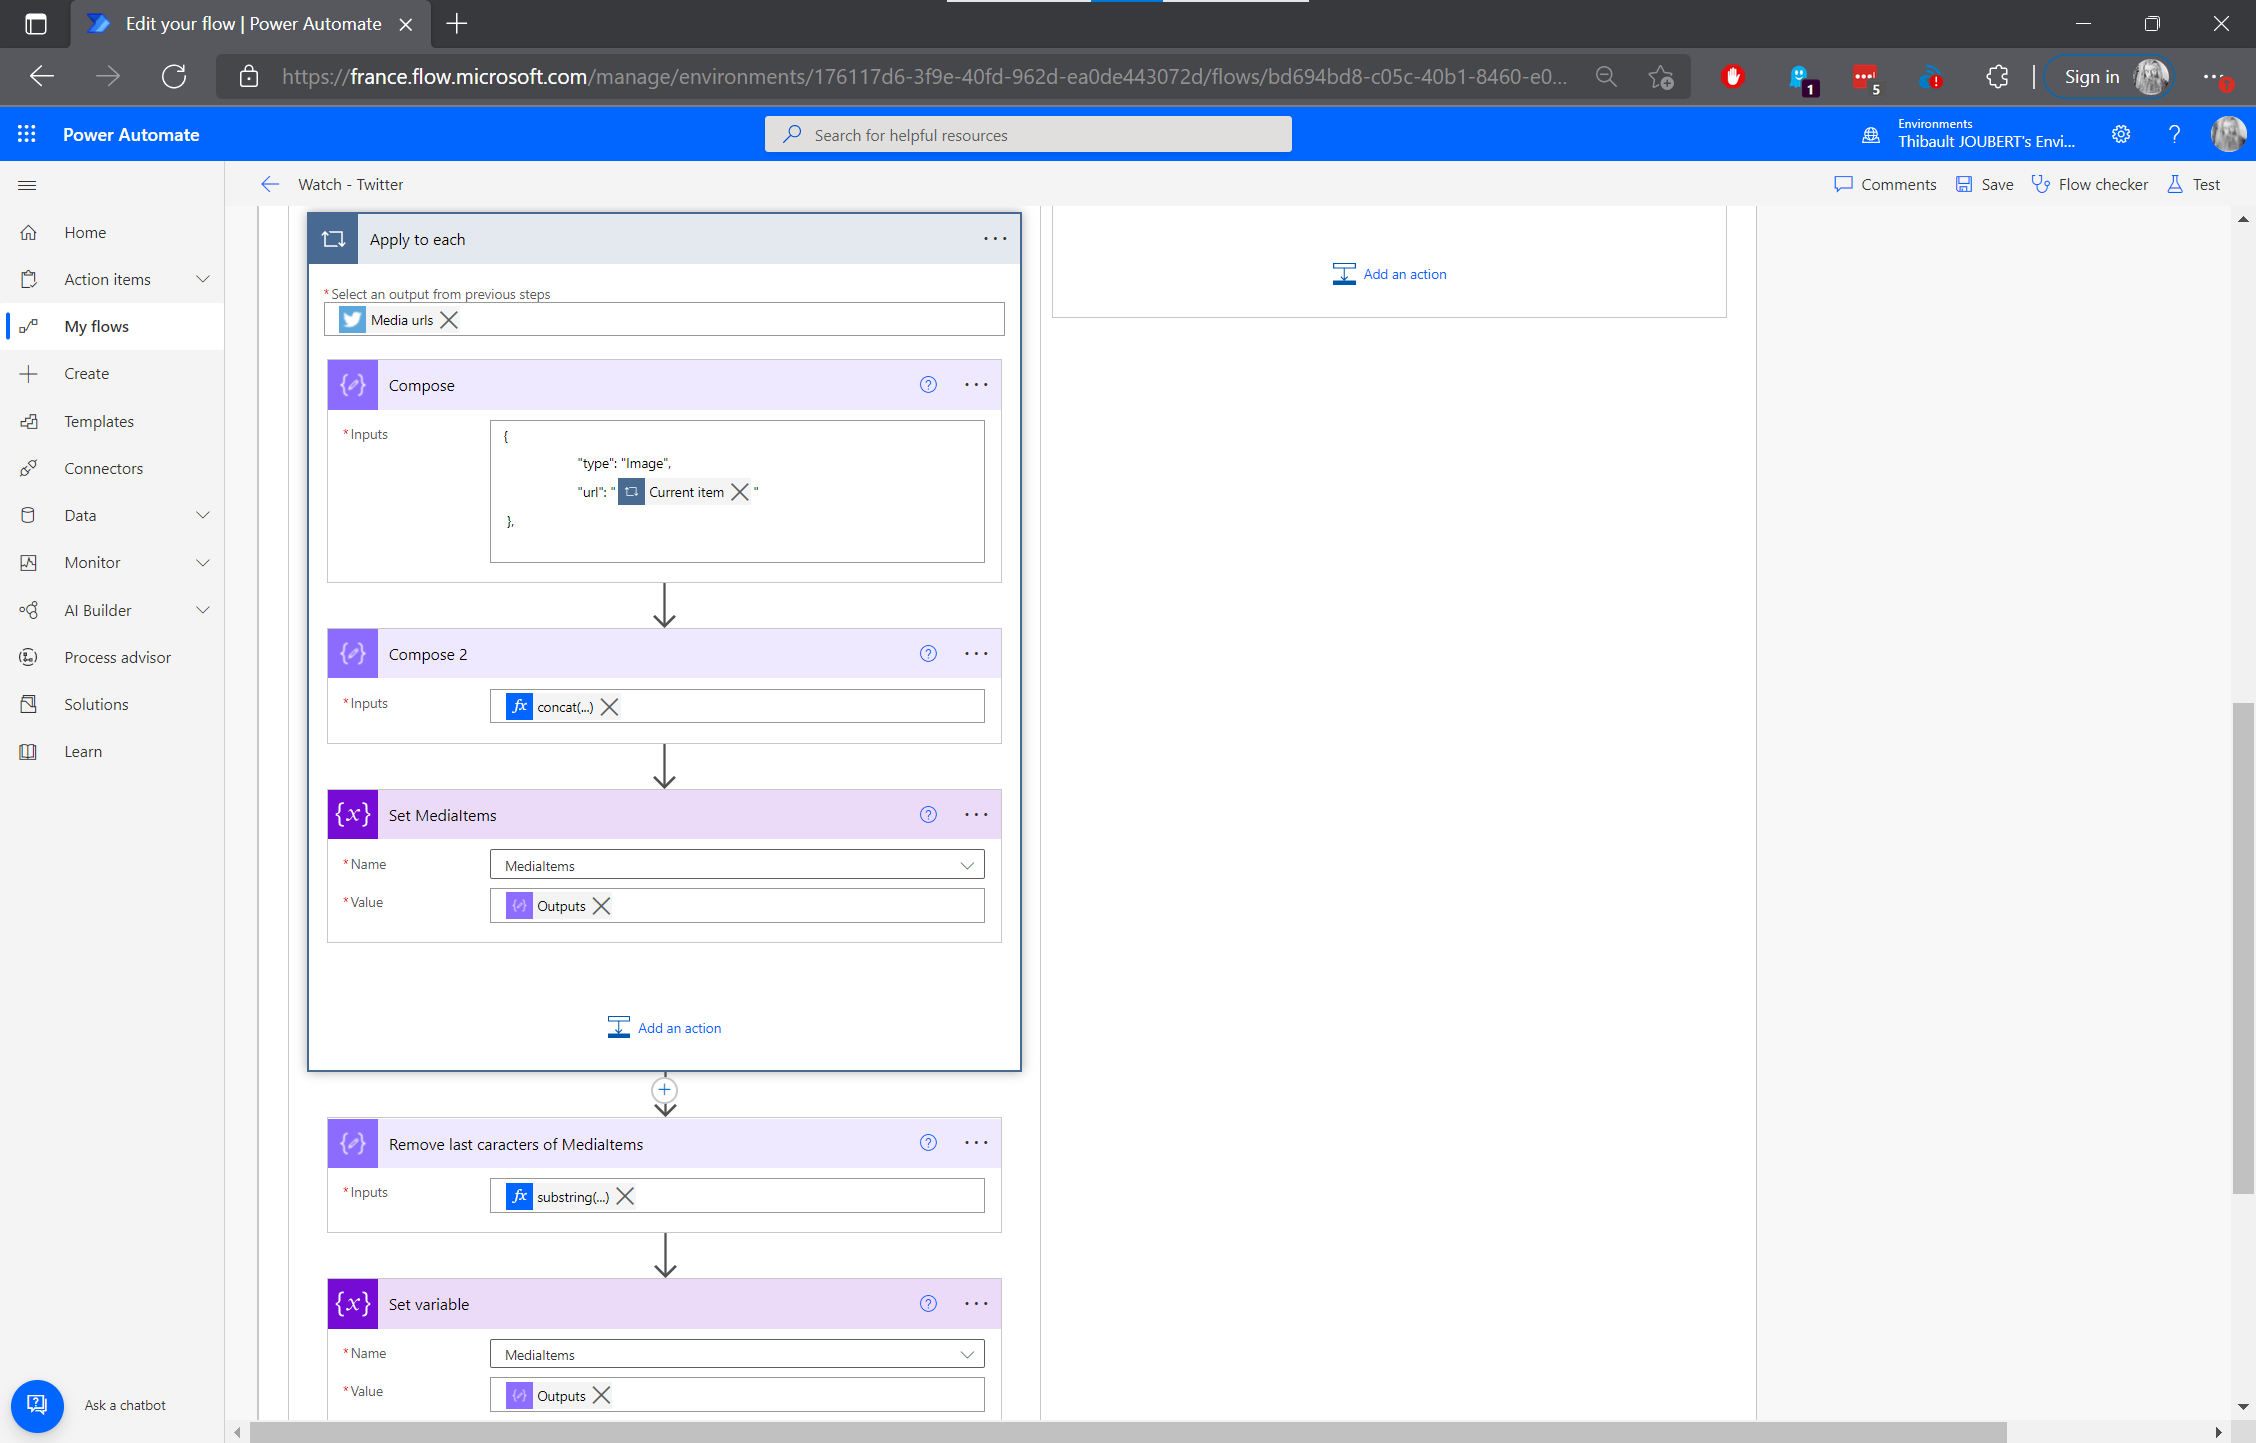 Edit your flow | Power Automate
https://france.flow.microsoft.com/manage/environments/176117d6-3f9e-40fd-962d-ea0de443072d/flows/bd694bd8-c05c-40b1-8460-e0...
1
5
Sign in
Power Automate
Search for helpful resources
Environments
Thibault JOUBERT's Envi...
Watch - Twitter
Comments
Save
Flow checker
Test
Home
Action items
My flows
Create
Templates
Connectors
Data
Monitor
AI Builder
Process advisor
Solutions
Learn
Ask a chatbot
Apply to each
* Select an output from previous steps
Media urls
Compose
* Inputs
{
"type": "Image",
"url": " Current item "
},
Compose 2
* Inputs
fx concat(...)
Set MediaItems
* Name
MediaItems
* Value
Outputs
Add an action
Remove last caracters of MediaItems
* Inputs
fx substring(...)
Set variable
* Name
MediaItems
* Value
Outputs
Add an action